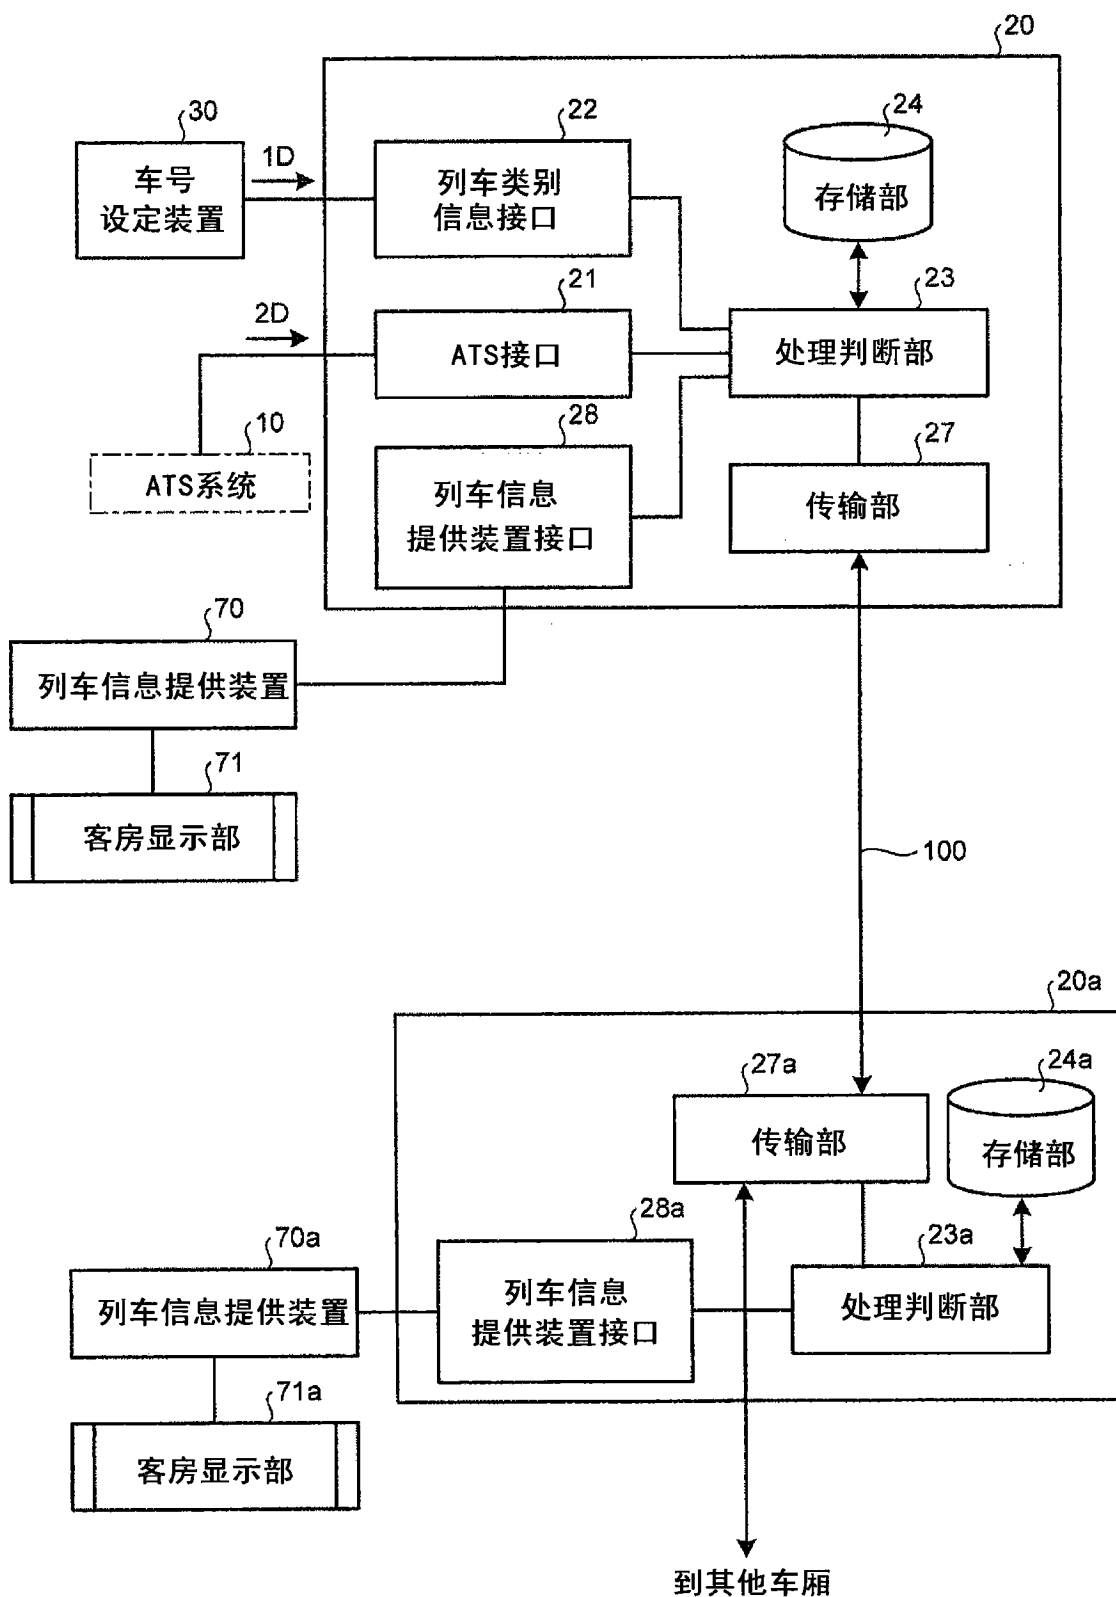 20
30
车号
设定装置
1D
22
列车类别
信息接口
24
存储部
2D
21
ATS接口
23
处理判断部
10
ATS系统
28
列车信息
提供装置接口
27
传输部
70
列车信息提供装置
71
客房显示部
100
20a
27a
传输部
24a
存储部
28a
列车信息
提供装置接口
23a
处理判断部
70a
列车信息提供装置
71a
客房显示部
到其他车厢